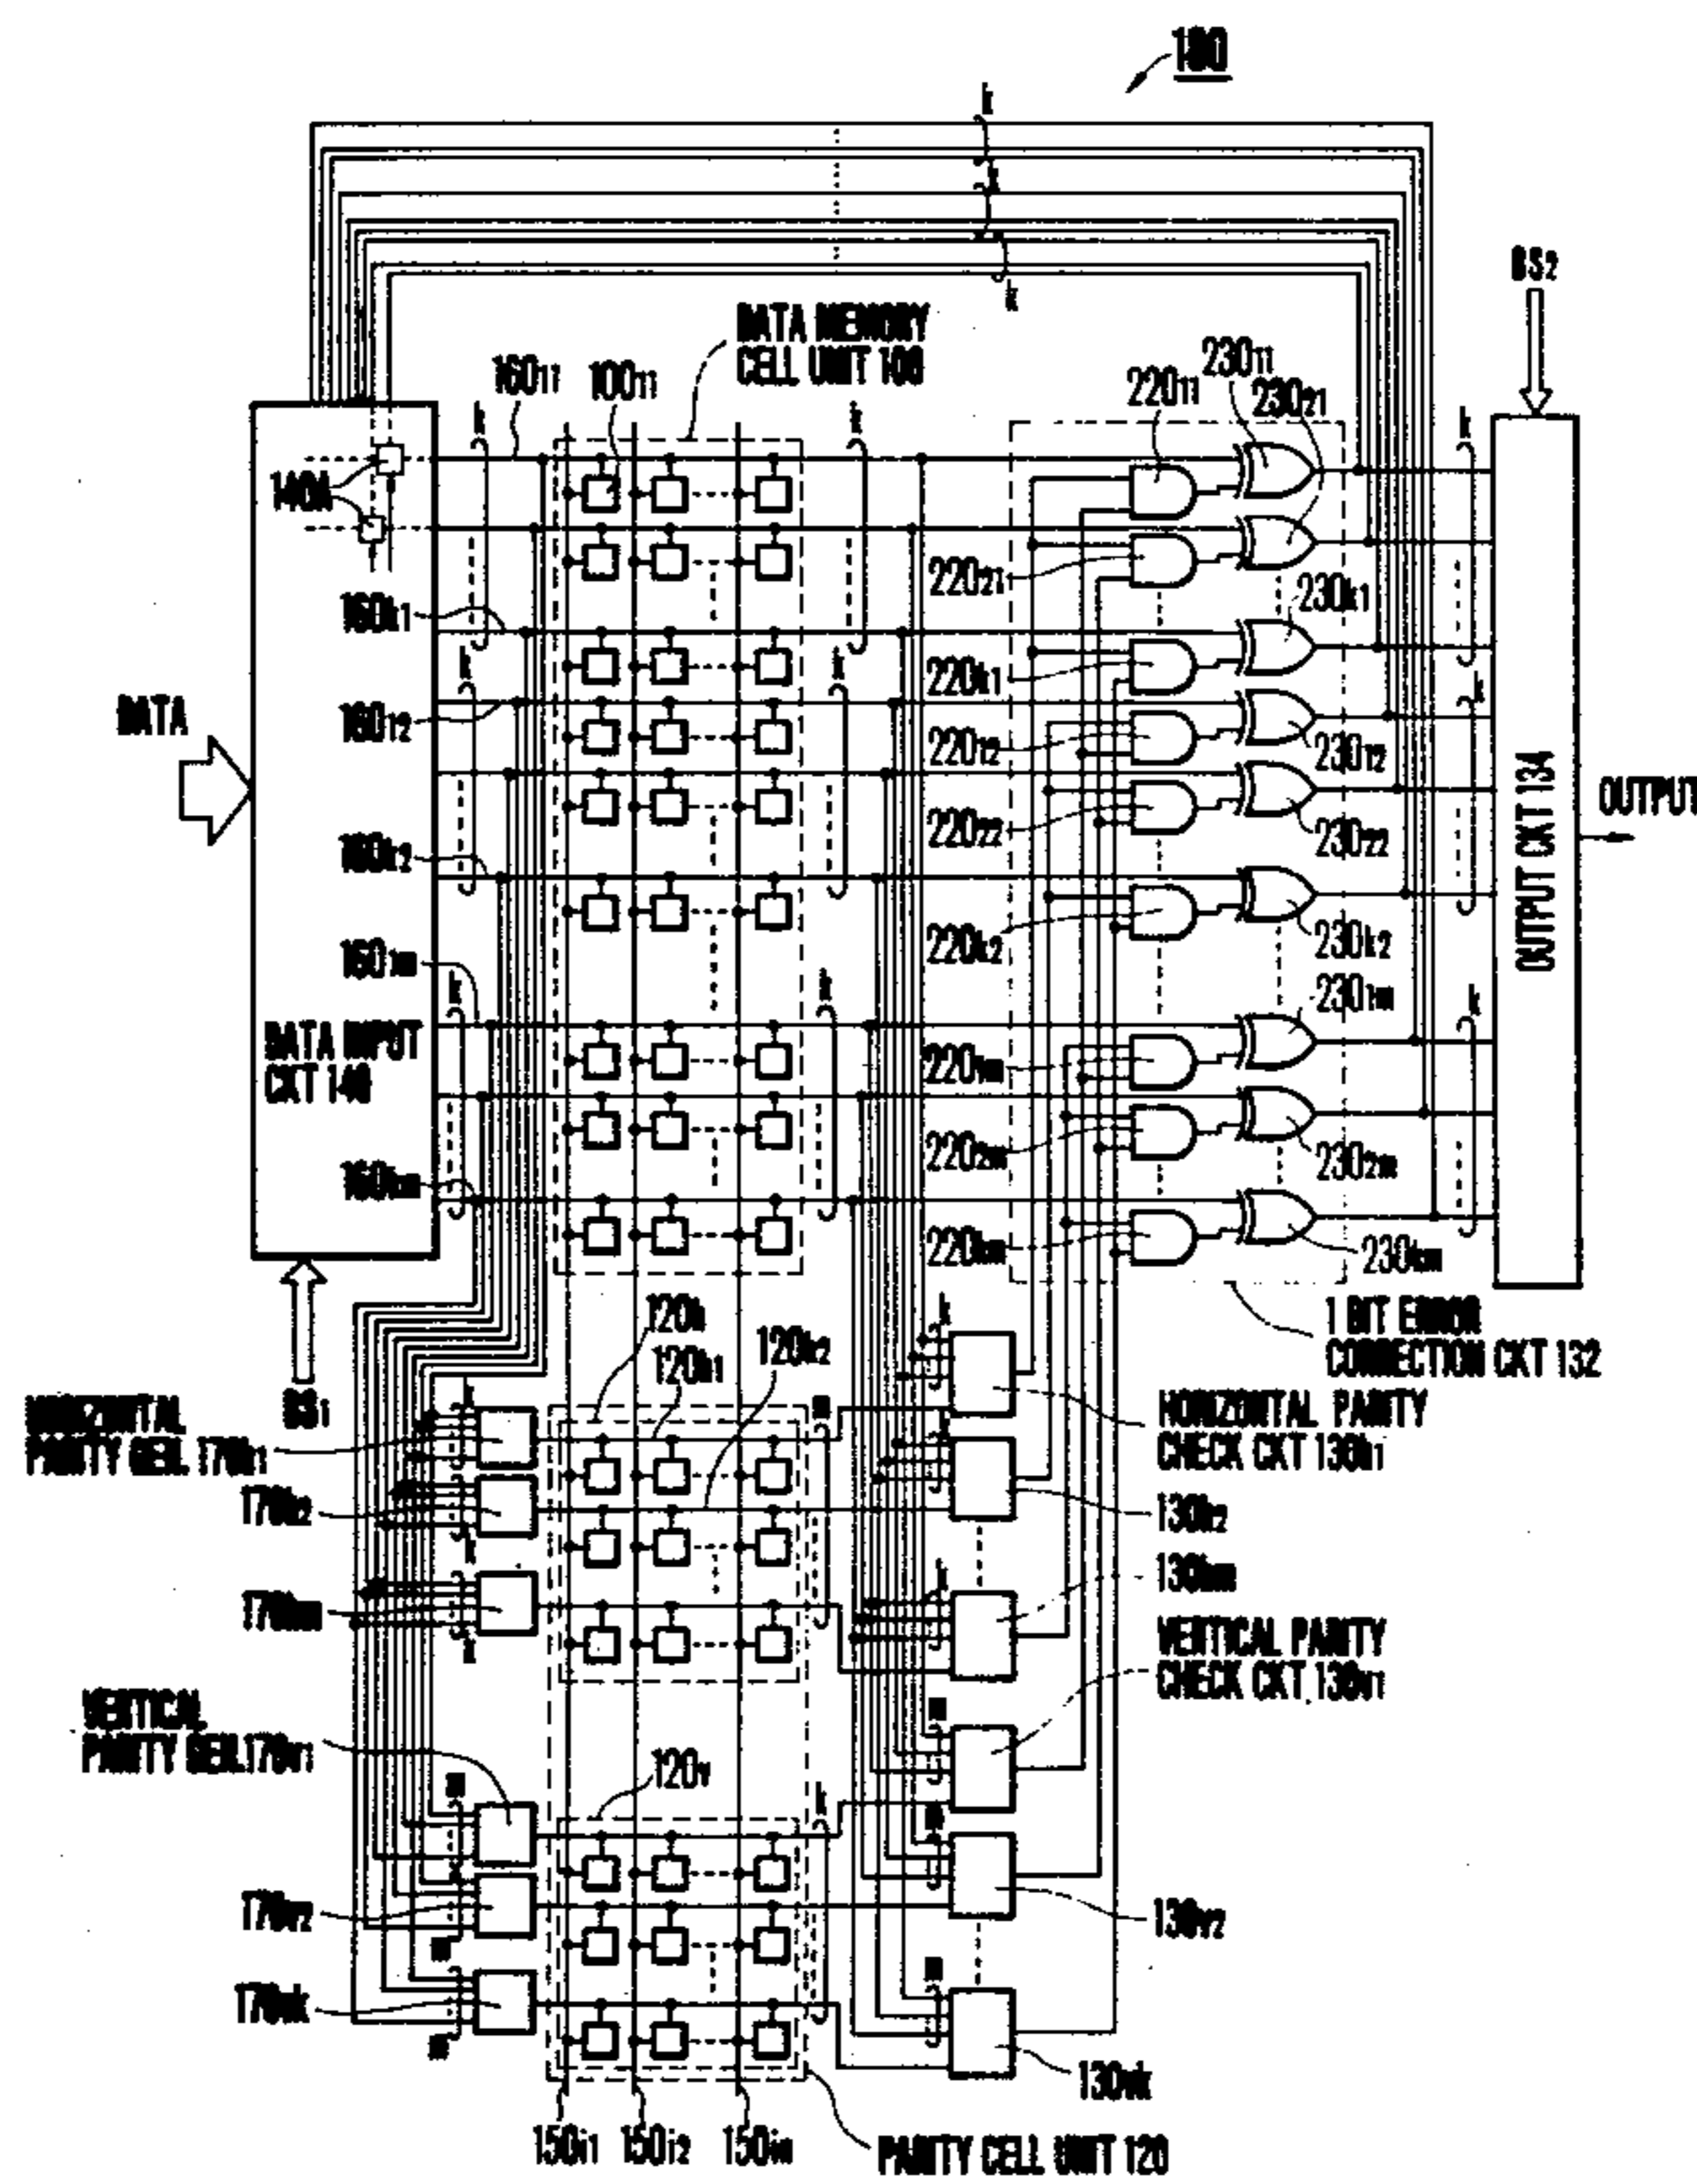 100
k
k
k
DATA MEMORY
CELL UNIT 100
160₁₁
100₁₁
220₁₁
230₁₁
230₂₁
BS₂
k
k
k
140A
220₂₁
230k₁
160k₁
220k₁
k
k
k
DATA
160₁₂
220₁₂
230₁₂
220₂₂
230₂₂
OUTPUT CKT 134
OUTPUT
160k₂
220k₂
230k₂
160₁m
230₁m
k
k
k
DATA INPUT
CKT 140
220₁m
220₂m
230₂m
160km
220km
230km
1 BIT ERROR
CORRECTION CKT 132
BS₁
120h
120h₁
120h₂
k
HORIZONTAL
PARITY GEN. 170h₁
k
m
k
HORIZONTAL PARITY
CHECK CKT 130h₁
170h₂
k
130h₂
170hm
k
k
130hm
VERTICAL PARITY
CHECK CKT 130v₁
VERTICAL
PARITY GEN. 170v₁
m
120v
m
k
m
170v₂
m
130v₂
170vk
m
m
130vk
150i₁
150i₂
PARITY CELL UNIT 120